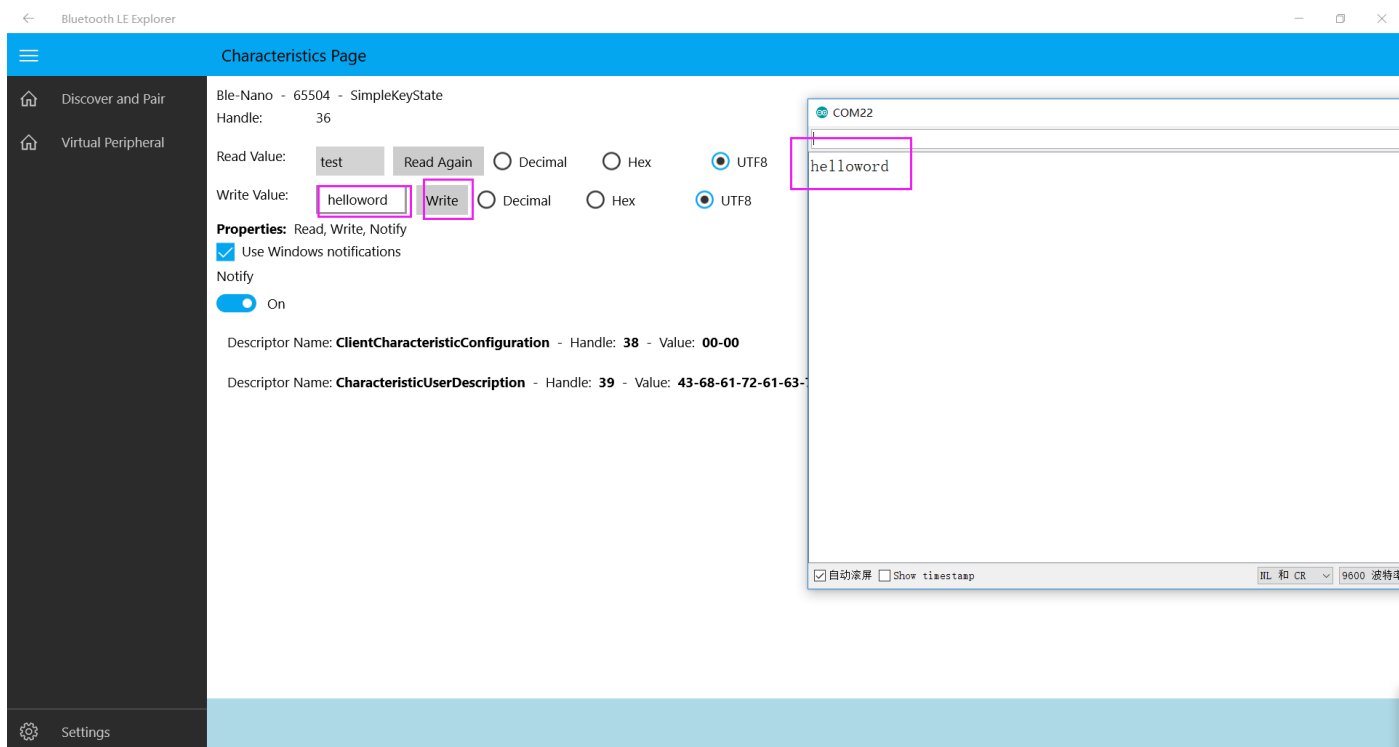 Bluetooth LE Explorer
Characteristics Page
Discover and Pair
Virtual Peripheral
Settings
Ble-Nano - 65504 - SimpleKeyState
Handle: 36
Read Value: test Read Again Decimal Hex UTF8
Write Value: helloword Write Decimal Hex UTF8
Properties: Read, Write, Notify
Use Windows notifications
Notify
On
Descriptor Name: ClientCharacteristicConfiguration - Handle: 38 - Value: 00-00
Descriptor Name: CharacteristicUserDescription - Handle: 39 - Value: 43-68-61-72-61-63-
COM22
helloword
自动滚屏 Show timestamp NL 和 CR 9600 波特率